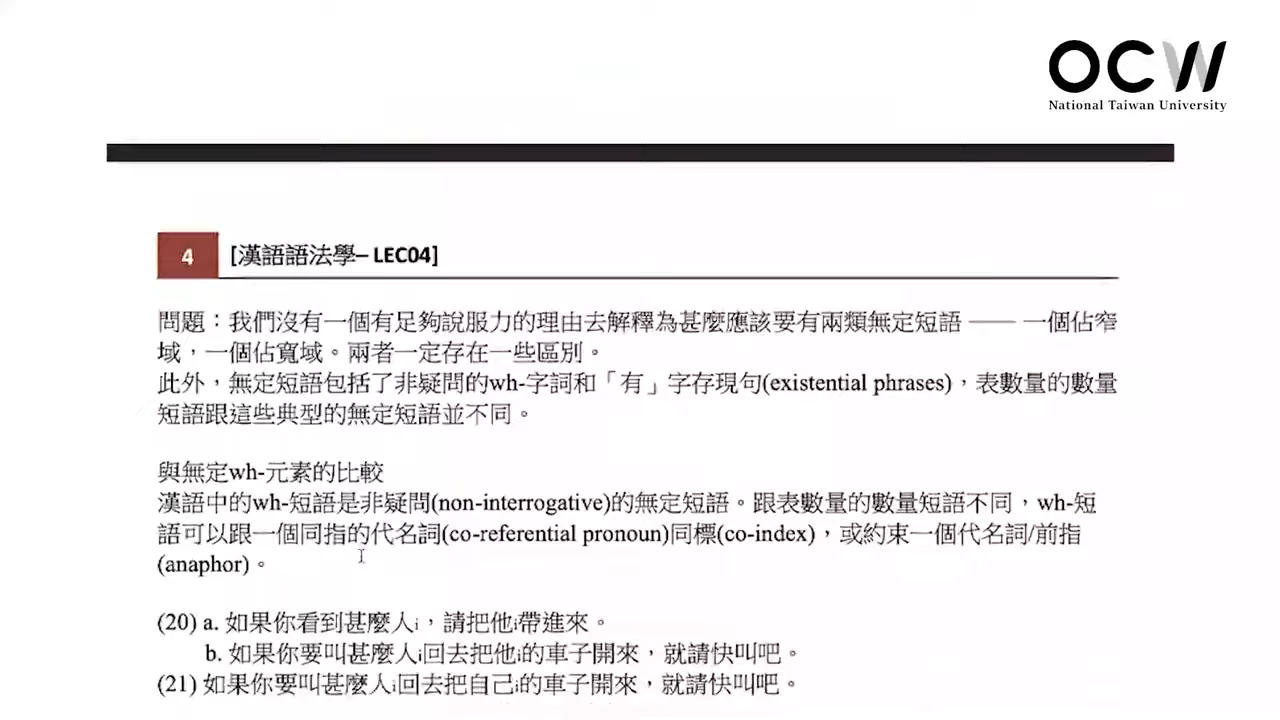 OCW
National Taiwan University
4 [漢語語法學– LEC04]
問題：我們沒有一個有足夠說服力的理由去解釋為甚麼應該要有兩類無定短語 —— 一個佔窄
域，一個佔寬域。兩者一定存在一些區別。
此外，無定短語包括了非疑問的wh-字詞和「有」字存現句(existential phrases)，表數量的數量
短語跟這些典型的無定短語並不同。
與無定wh-元素的比較
漢語中的wh-短語是非疑問(non-interrogative)的無定短語。跟表數量的數量短語不同，wh-短
語可以跟一個同指的代名詞(co-referential pronoun)同標(co-index)，或約束一個代名詞/前指
(anaphor)。
(20) a. 如果你看到甚麼人i，請把他i帶進來。
b. 如果你要叫甚麼人i回去把他i的車子開來，就請快叫吧。
(21) 如果你要叫甚麼人i回去把自己i的車子開來，就請快叫吧。